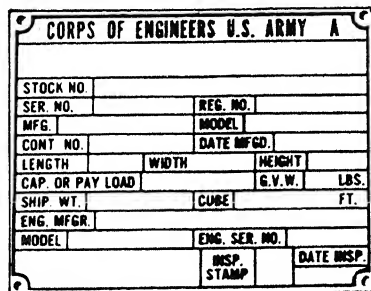 CORPS OF ENGINEERS U.S. ARMY A
STOCK NO.
SER. NO. REG. NO.
MFG. MODEL
CONT NO. DATE MFGD.
LENGTH WIDTH HEIGHT
CAP. OR PAY LOAD G.V.W. LBS.
SHIP. WT. CUBE FT.
ENG. MFGR.
MODEL ENG. SER. NO.
INSP. STAMP DATE INSP.